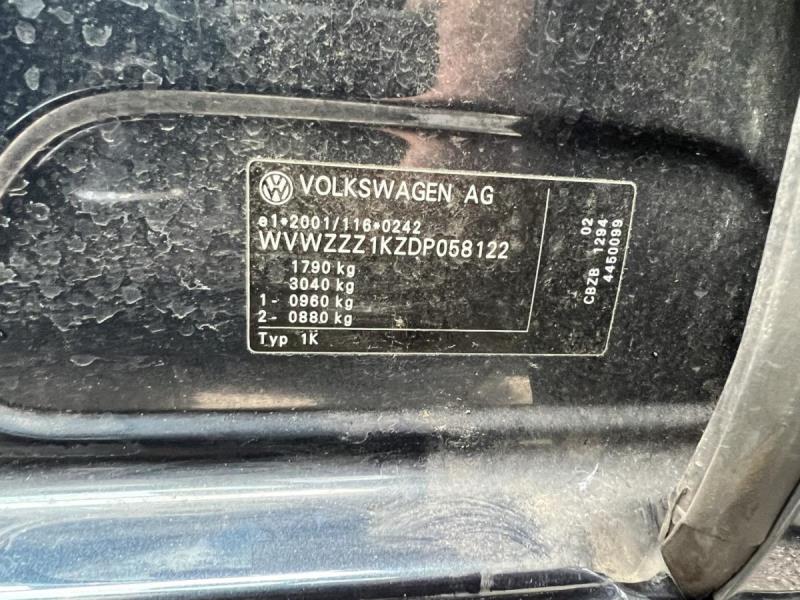 VOLKSWAGEN AG
e1*2001/116*0242
WVWZZZ1KZDP058122
1790 kg
3040 kg
1- 0960 kg
2- 0880 kg
Typ 1K
02
CBZB 1294
4450099